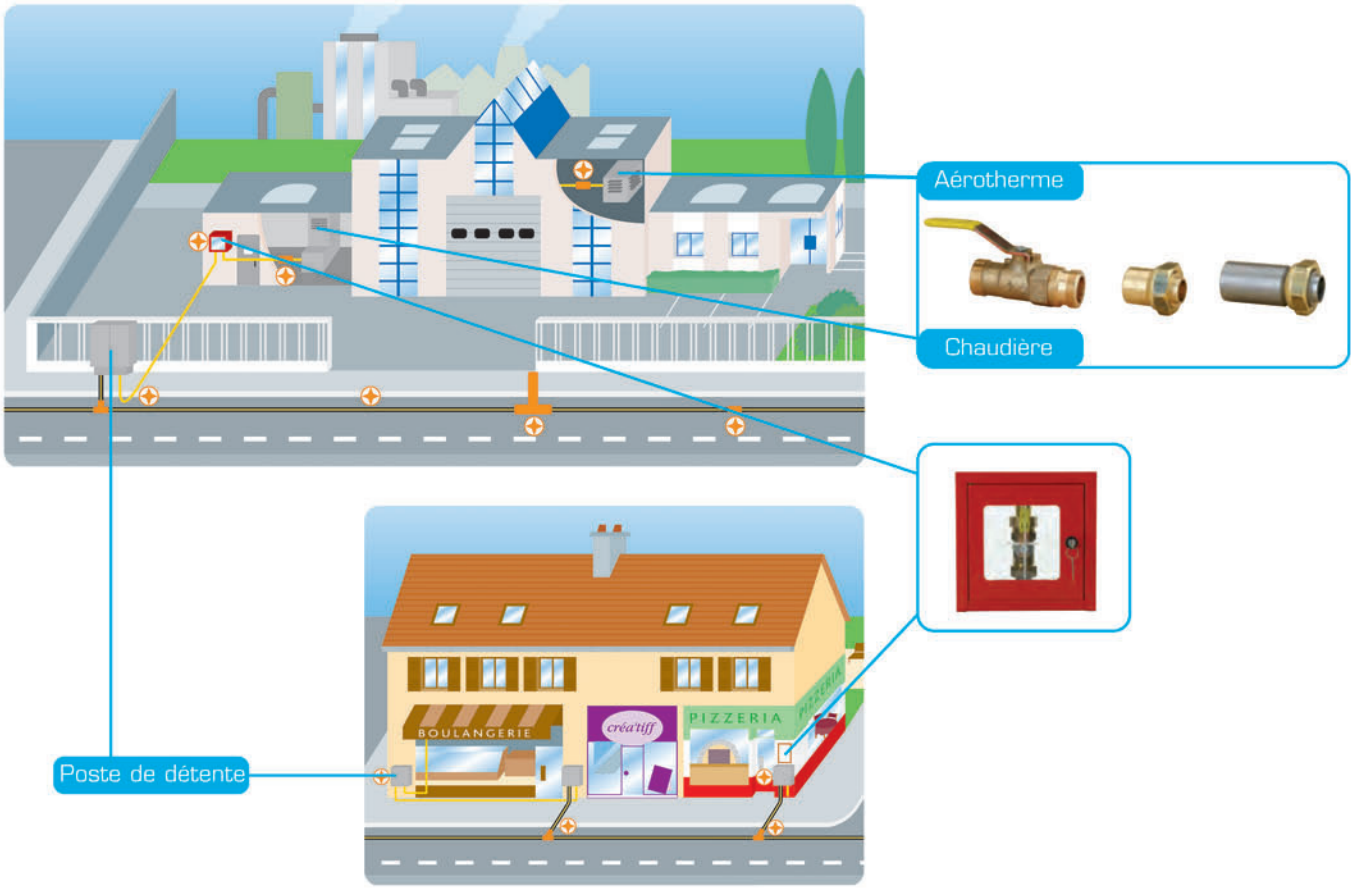 Aérotherme
Chaudière
BOULANGERIE
créa'tiff
PIZZERIA
PIZZERIA
Poste de détente